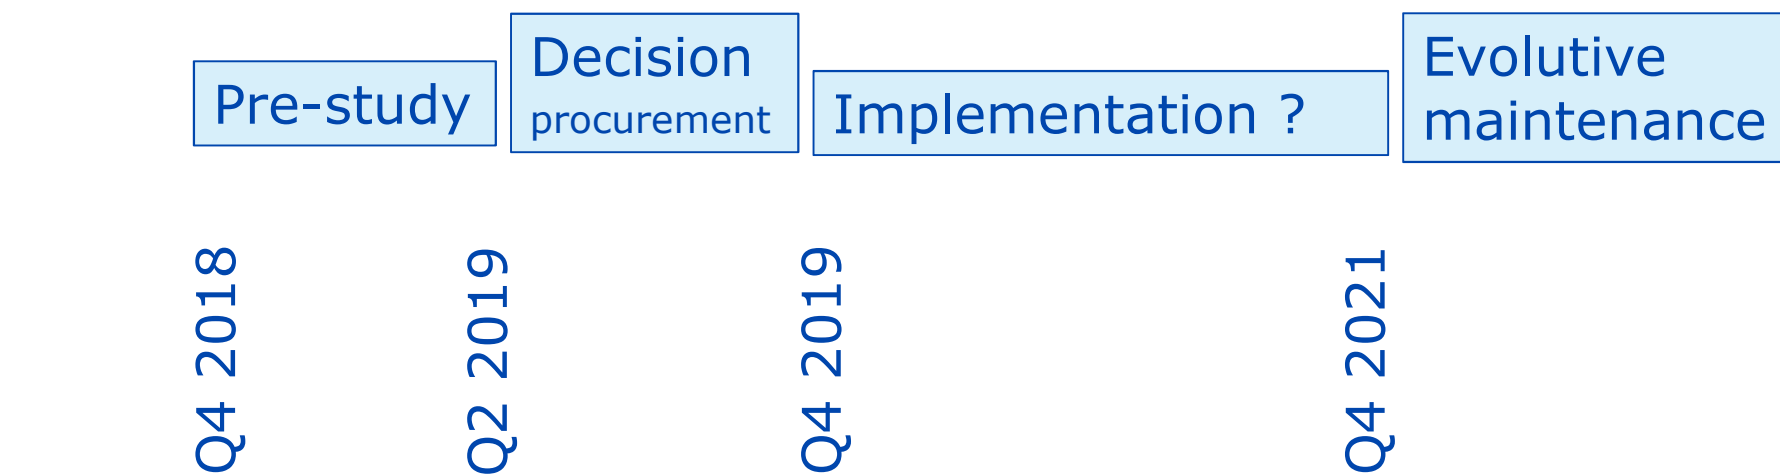 Pre-study
Decision
procurement
Implementation ?
Evolutive
maintenance
Q4 2018
Q2 2019
Q4 2019
Q4 2021